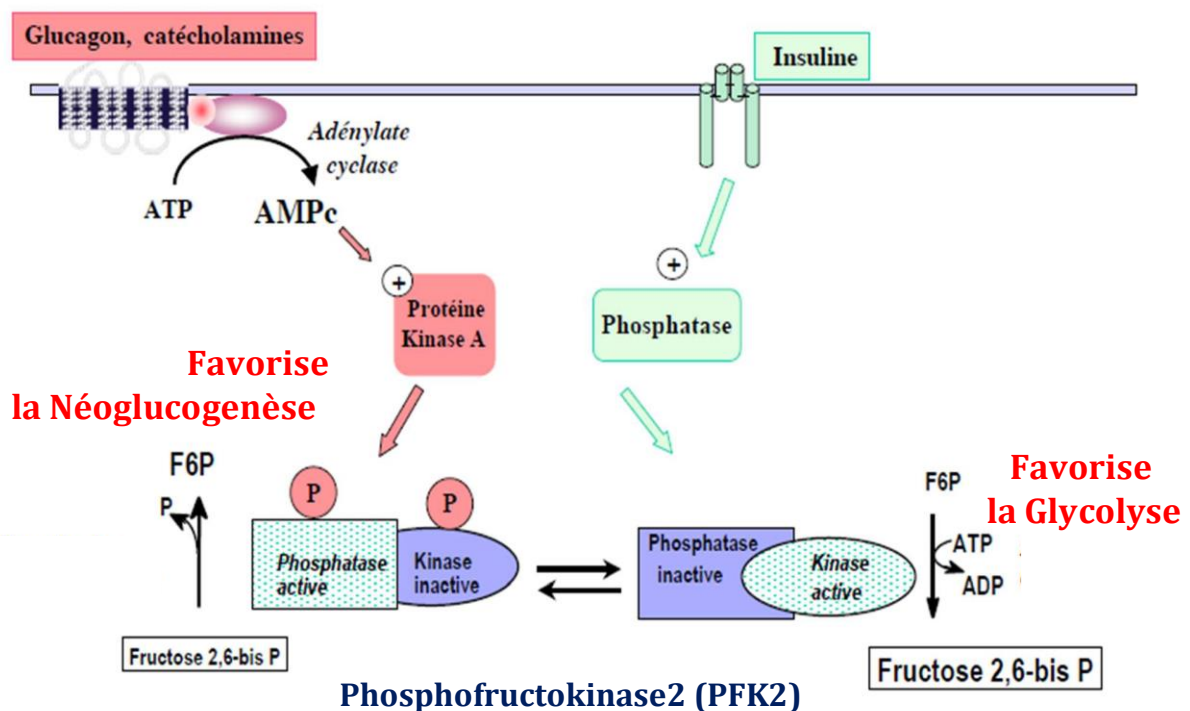 Glucagon, catécholamines
Insuline
Adénylate
cyclase
ATP
AMPc
+
+
Protéine
Kinase A
Phosphatase
Favorise
la Néoglucogenèse
F6P
P
P
P
Phosphatase
active
Kinase
inactive
Phosphatase
inactive
Kinase
active
F6P
ATP
ADP
Favorise
la Glycolyse
Fructose 2,6-bis P
Fructose 2,6-bis P
Phosphofructokinase2 (PFK2)